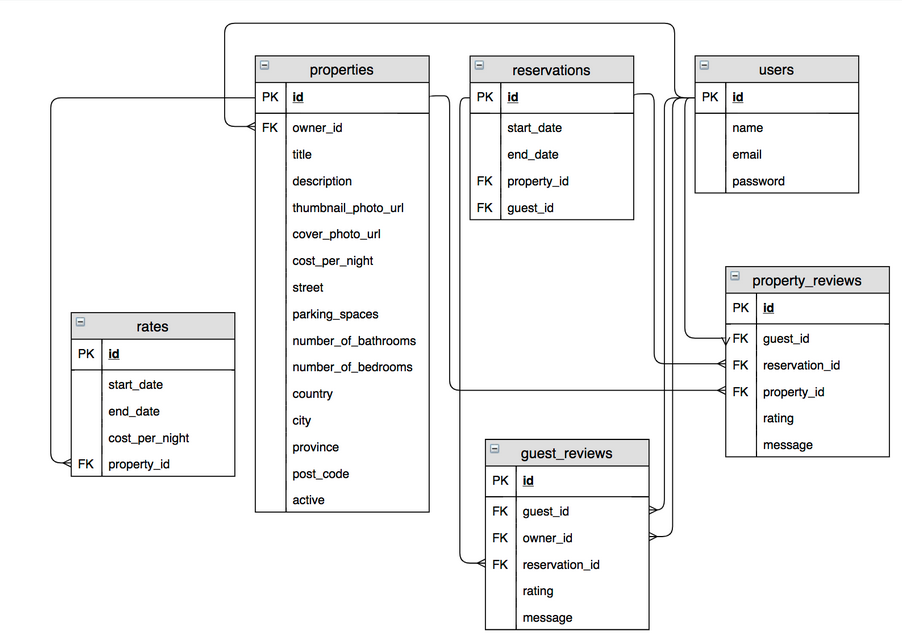 properties
PK id
FK owner_id
title
description
thumbnail_photo_url
cover_photo_url
cost_per_night
street
parking_spaces
number_of_bathrooms
number_of_bedrooms
country
city
province
post_code
active
reservations
PK id
start_date
end_date
FK property_id
FK guest_id
users
PK id
name
email
password
property_reviews
PK id
FK guest_id
FK reservation_id
FK property_id
rating
message
rates
PK id
start_date
end_date
cost_per_night
FK property_id
guest_reviews
PK id
FK guest_id
FK owner_id
FK reservation_id
rating
message